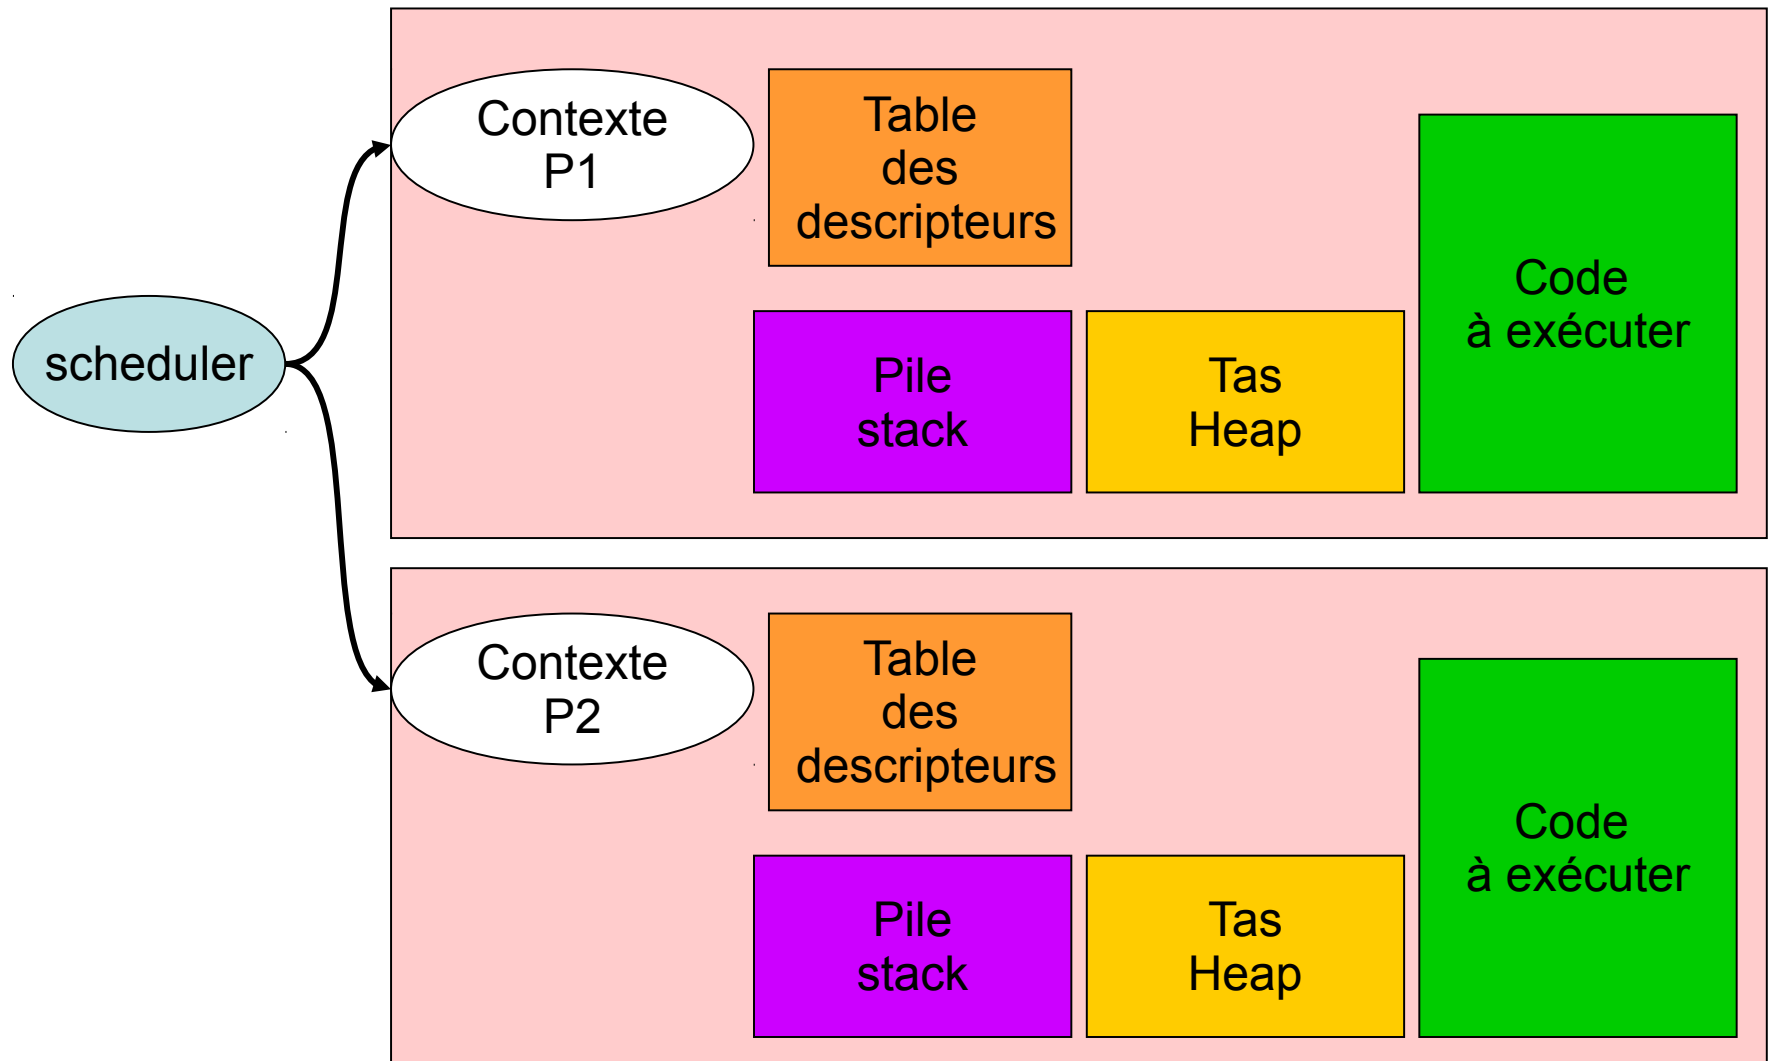 Contexte
P1
Table
des
descripteurs
Code
à exécuter
scheduler
Pile
stack
Tas
Heap
Contexte
P2
Table
des
descripteurs
Code
à exécuter
Pile
stack
Tas
Heap